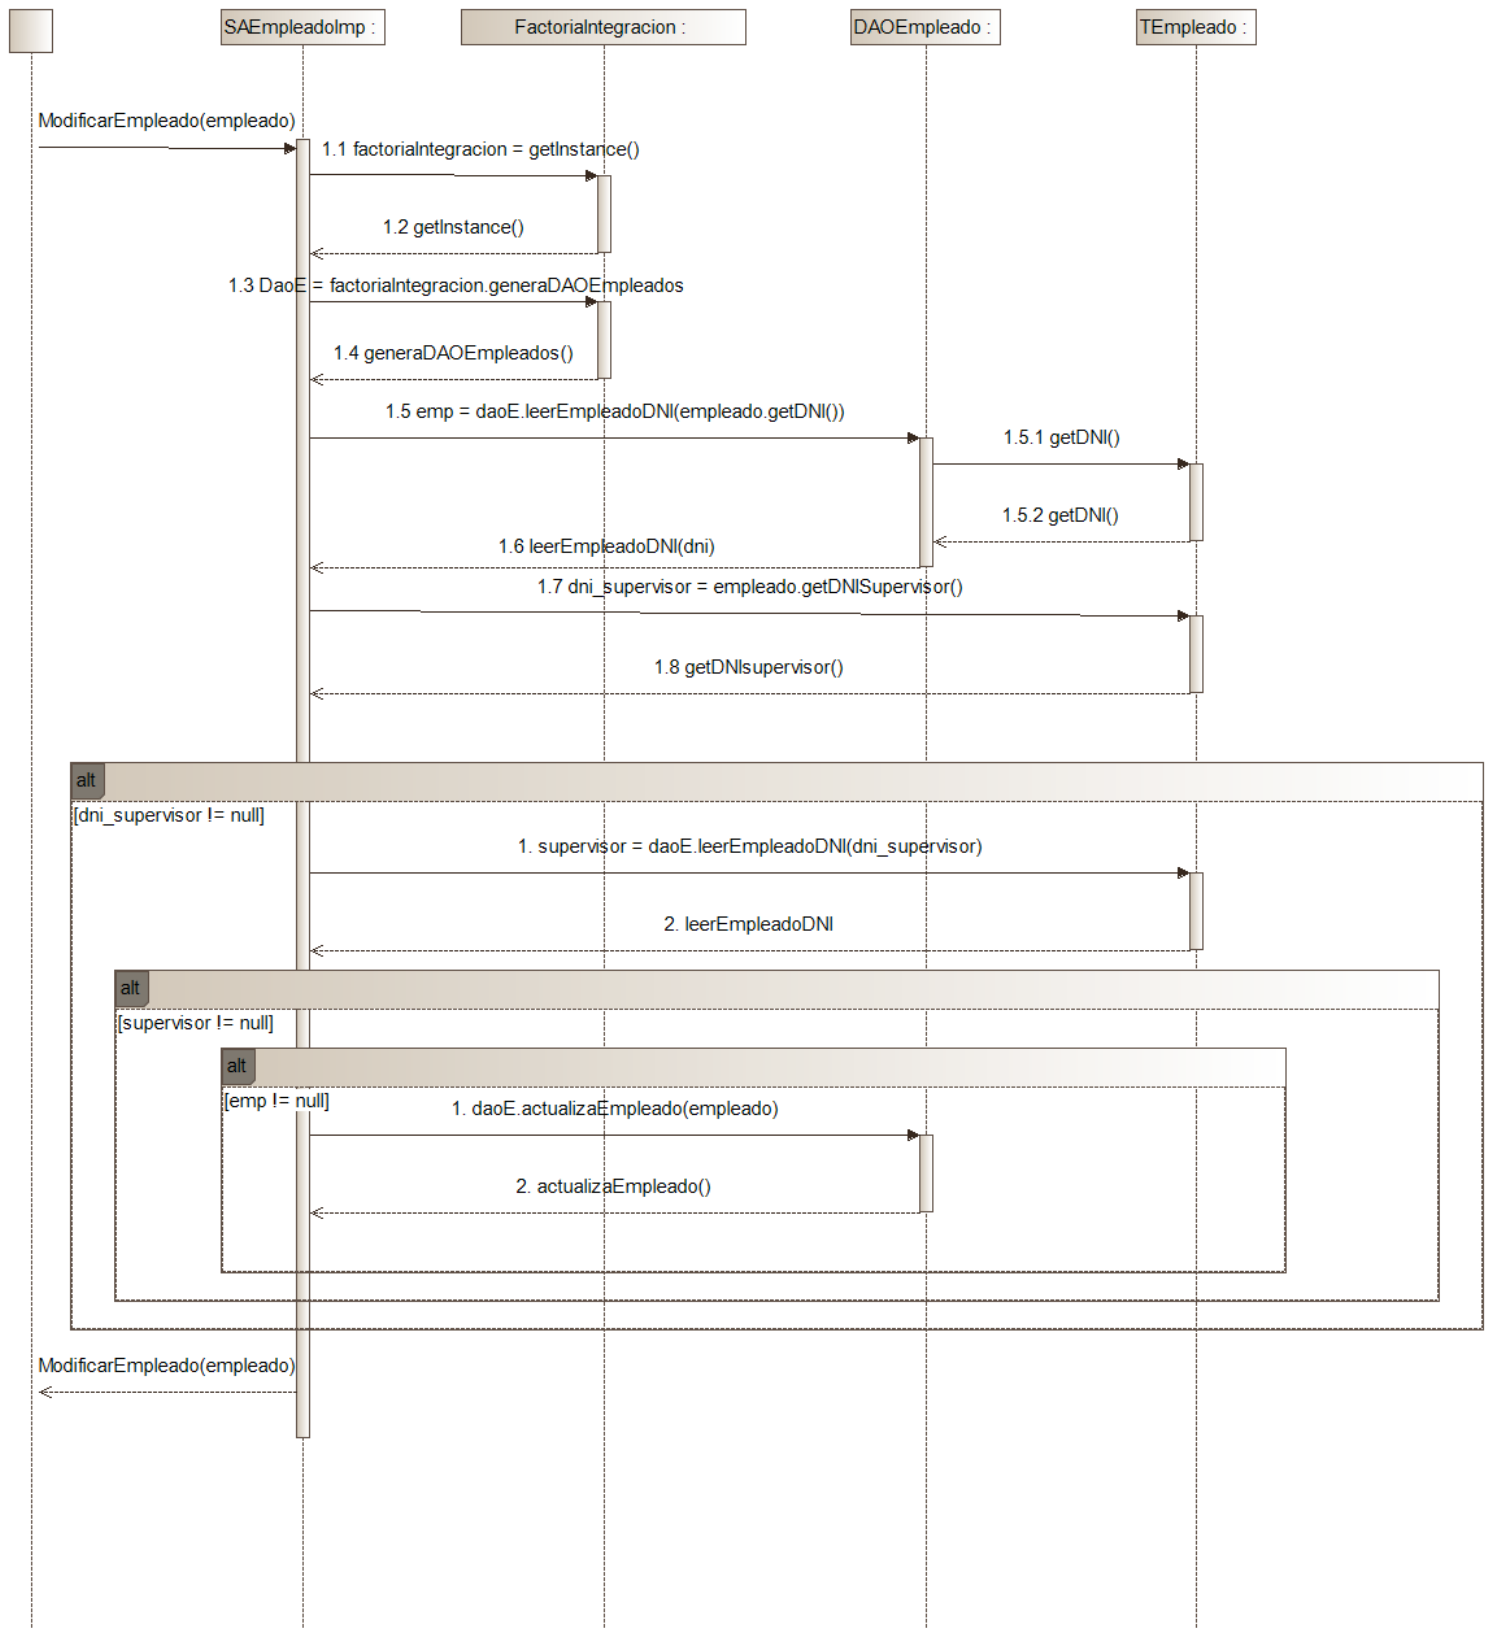 SAEmpleadoImp :
FactoriaIntegracion :
DAOEmpleado :
TEmpleado :
ModificarEmpleado(empleado)
1.1 factoriaIntegracion = getInstance()
1.2 getInstance()
1.3 DaoE = factoriaIntegracion.generaDAOEmpleados
1.4 generaDAOEmpleados()
1.5 emp = daoE.leerEmpleadoDNI(empleado.getDNI())
1.5.1 getDNI()
1.5.2 getDNI()
1.6 leerEmpleadoDNI(dni)
1.7 dni_supervisor = empleado.getDNISupervisor()
1.8 getDNIsupervisor()
alt
[dni_supervisor != null]
1. supervisor = daoE.leerEmpleadoDNI(dni_supervisor)
2. leerEmpleadoDNI
alt
[supervisor != null]
alt
[emp != null]
1. daoE.actualizaEmpleado(empleado)
2. actualizaEmpleado()
ModificarEmpleado(empleado)